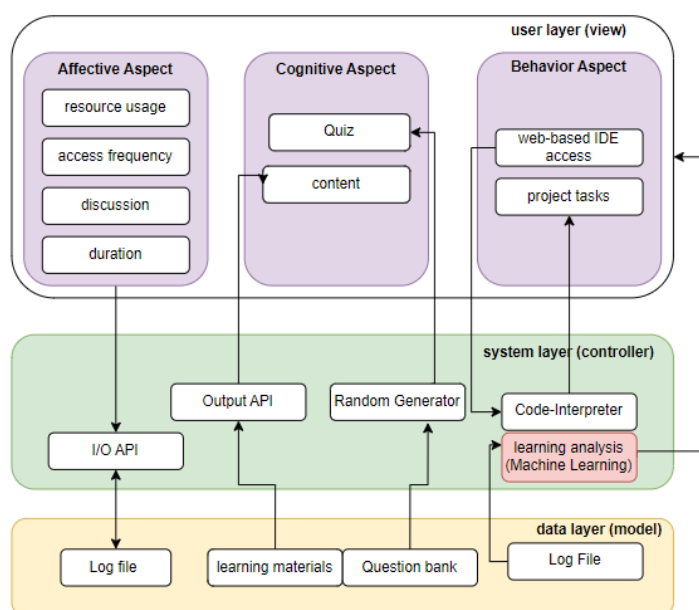 user layer (view)
Affective Aspect
resource usage
access frequency
discussion
duration
Cognitive Aspect
Quiz
content
Behavior Aspect
web-based IDE
access
project tasks
system layer (controller)
Output API
Random Generator
Code-Interpreter
I/O API
learning analysis
(Machine Learning)
data layer (model)
Log file
learning materials
Question bank
Log File